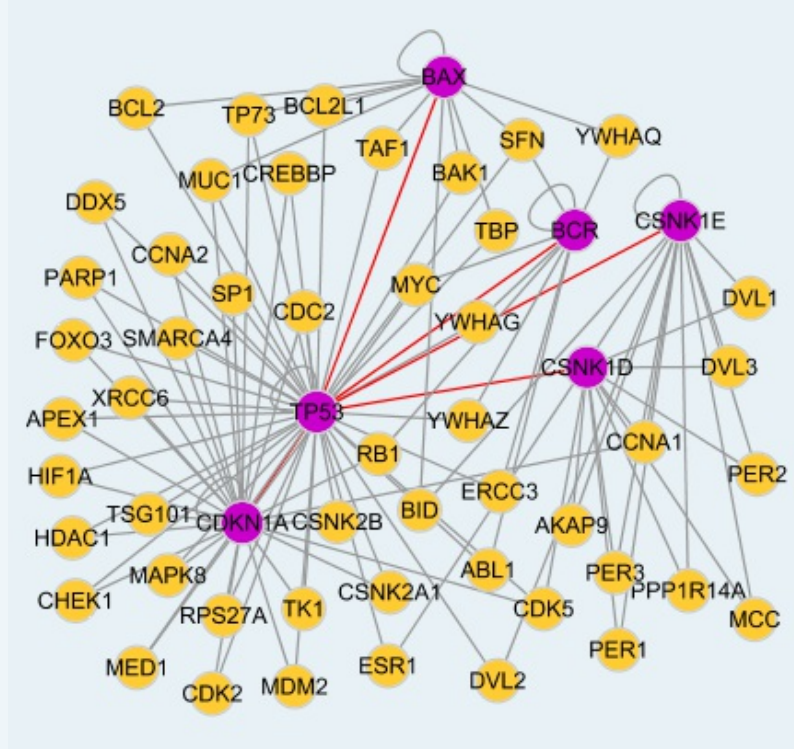 BAX
BCL2
TP73
BCL2L1
TAF1
SFN
YWHAQ
MUC1
CREBBP
BAK1
DDX5
TBP
BCR
CSNK1E
CCNA2
PARP1
SP1
MYC
CDC2
YWHAG
DVL1
FOXO3
SMARCA4
CSNK1D
DVL3
XRCC6
APEX1
TP53
YWHAZ
CCNA1
RB1
HIF1A
PER2
ERCC3
TSG101
CDKN1A
CSNK2B
BID
AKAP9
HDAC1
MAPK8
ABL1
PER3
CHEK1
CSNK2A1
PPP1R14A
RPS27A
TK1
CDK5
MCC
PER1
MED1
CDK2
MDM2
ESR1
DVL2